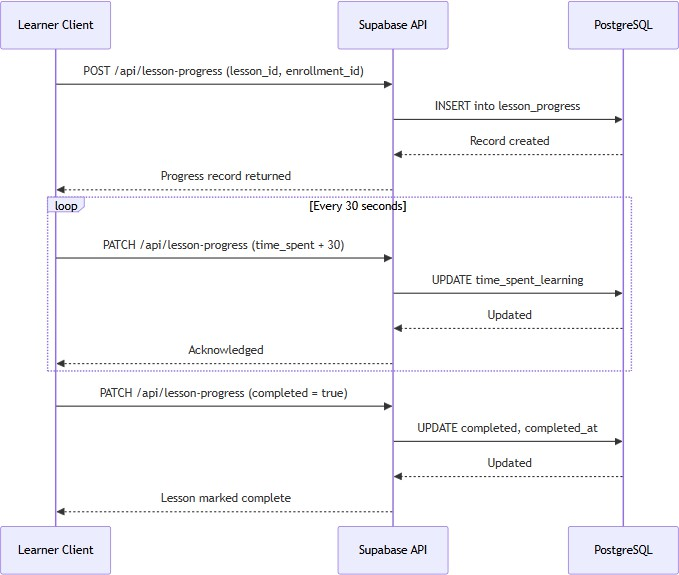 Learner Client
Supabase API
PostgreSQL
POST /api/lesson-progress (lesson_id, enrollment_id)
INSERT into lesson_progress
Record created
Progress record returned
loop
[Every 30 seconds]
PATCH /api/lesson-progress (time_spent + 30)
UPDATE time_spent_learning
Updated
Acknowledged
PATCH /api/lesson-progress (completed = true)
UPDATE completed, completed_at
Updated
Lesson marked complete
Learner Client
Supabase API
PostgreSQL